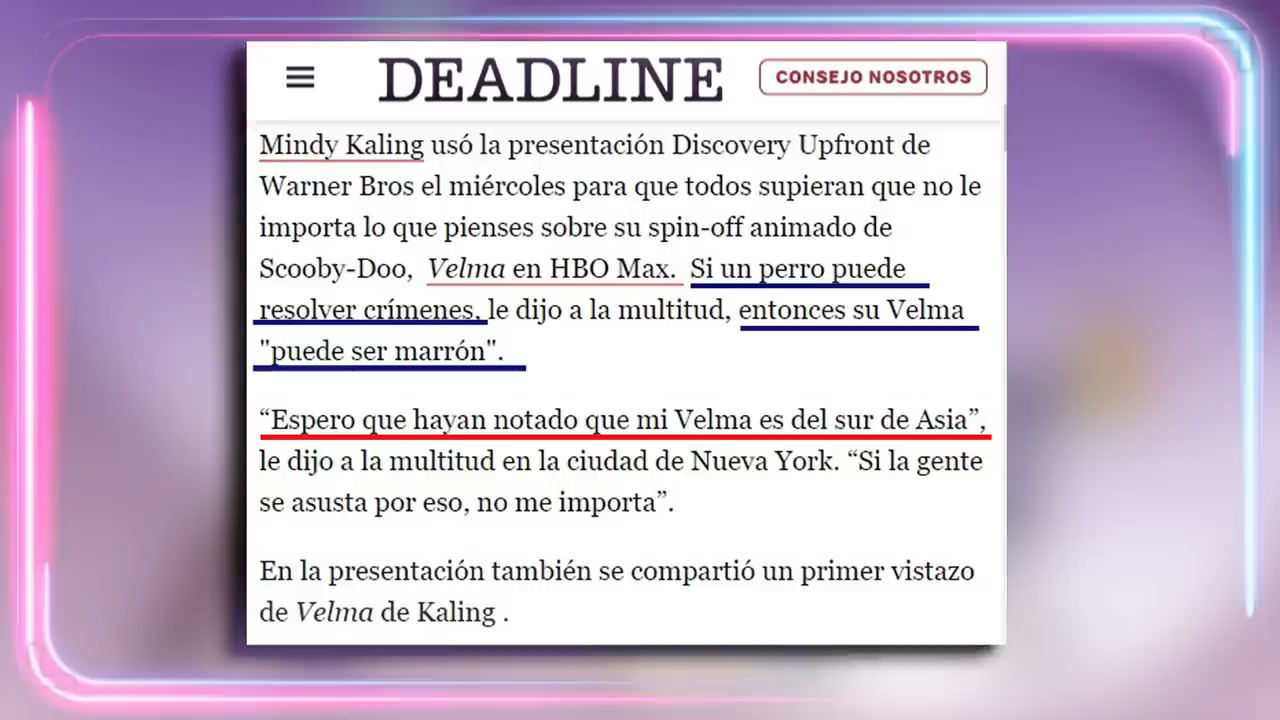 DEADLINE
CONSEJO NOSOTROS
Mindy Kaling usó la presentación Discovery Upfront de
Warner Bros el miércoles para que todos supieran que no le
importa lo que pienses sobre su spin-off animado de
Scooby-Doo, Velma en HBO Max. Si un perro puede
resolver crímenes, le dijo a la multitud, entonces su Velma
"puede ser marrón".
“Espero que hayan notado que mi Velma es del sur de Asia”,
le dijo a la multitud en la ciudad de Nueva York. “Si la gente
se asusta por eso, no me importa”.
En la presentación también se compartió un primer vistazo
de Velma de Kaling .